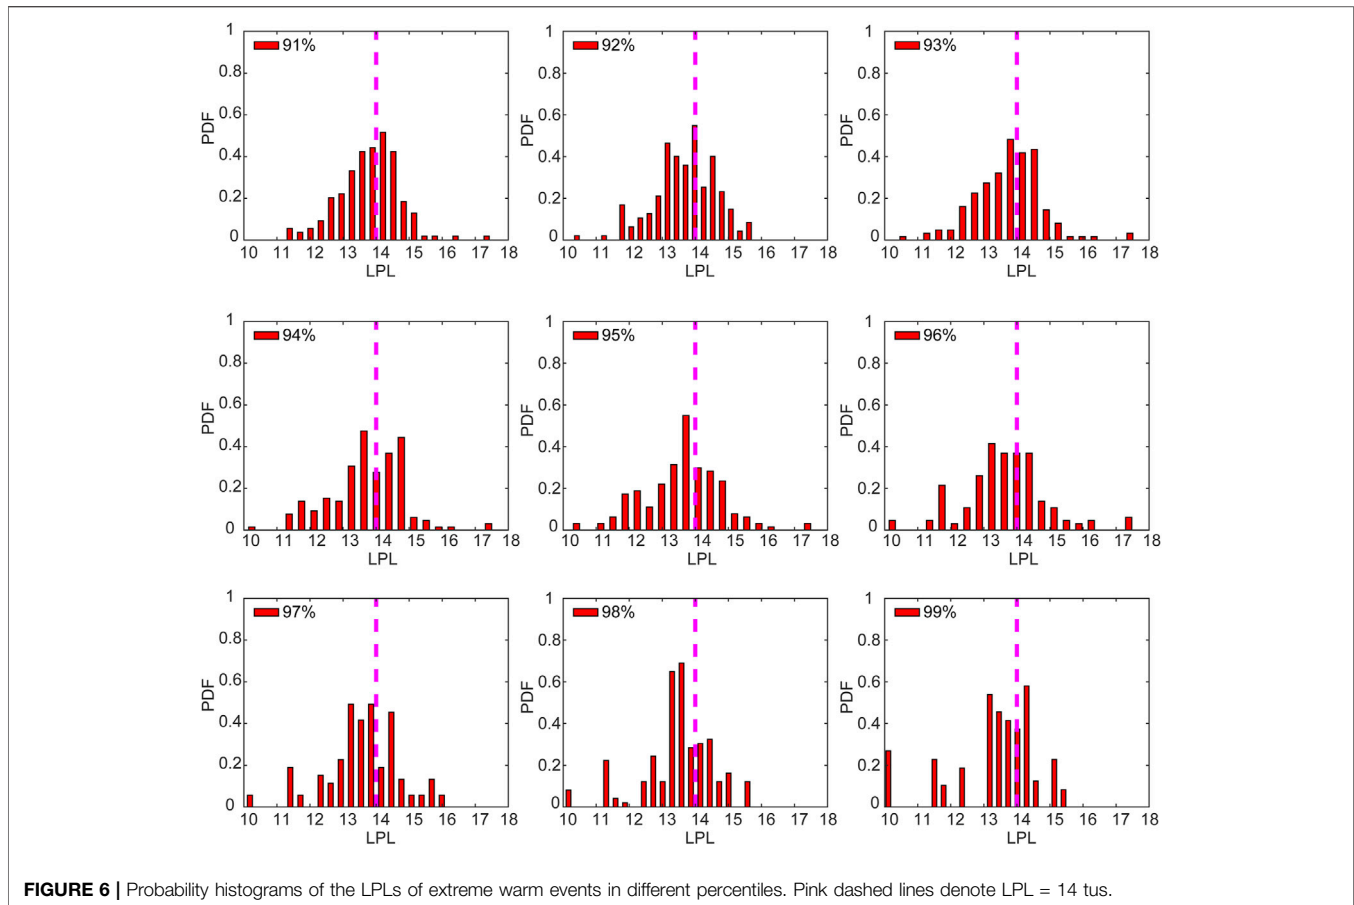 1 91% 1 92% 1 93%
0.8 0.8 0.8
0.6 0.6 0.6
PDF PDF PDF
0.4 0.4 0.4
0.2 0.2 0.2
0 0 0
10 11 12 13 14 15 16 17 18 10 11 12 13 14 15 16 17 18 10 11 12 13 14 15 16 17 18
LPL LPL LPL
1 94% 1 95% 1 96%
0.8 0.8 0.8
0.6 0.6 0.6
PDF PDF PDF
0.4 0.4 0.4
0.2 0.2 0.2
0 0 0
10 11 12 13 14 15 16 17 18 10 11 12 13 14 15 16 17 18 10 11 12 13 14 15 16 17 18
LPL LPL LPL
1 97% 1 98% 1 99%
0.8 0.8 0.8
0.6 0.6 0.6
PDF PDF PDF
0.4 0.4 0.4
0.2 0.2 0.2
0 0 0
10 11 12 13 14 15 16 17 18 10 11 12 13 14 15 16 17 18 10 11 12 13 14 15 16 17 18
LPL LPL LPL
FIGURE 6 | Probability histograms of the LPLs of extreme warm events in different percentiles. Pink dashed lines denote LPL = 14 tus.